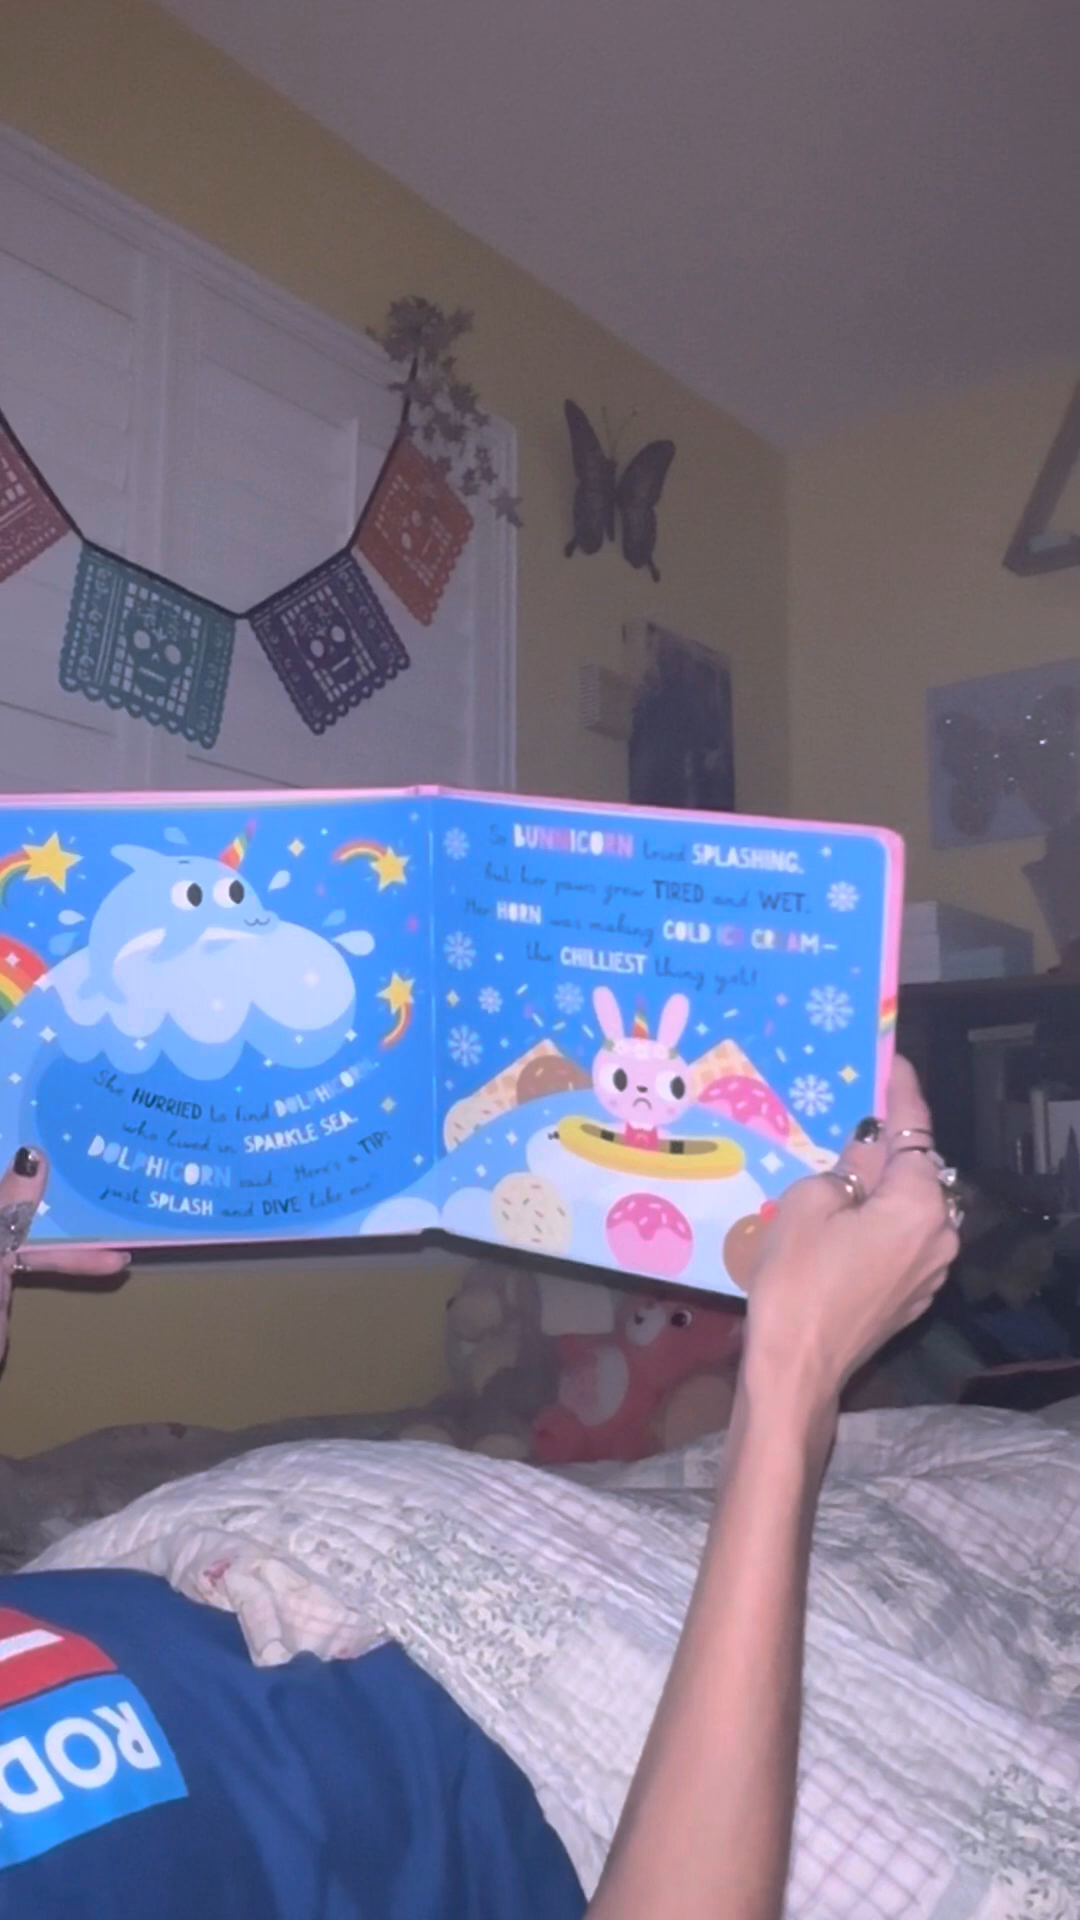 She HURRIED to find DOLPHICORN,
who lived in SPARKLE SEA.
DOLPHICORN said, "Here's a TIP:
just SPLASH and DIVE like me"
So BUNNICORN loved SPLASHING,
but her paws grew TIRED and WET.
Her HORN was making COLD ICE CREAM—
the CHILLIEST thing yet!
ROD